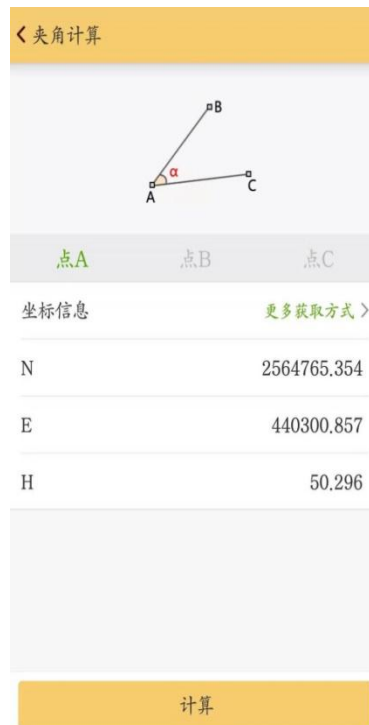 夹角计算
B
α
A
C
点A 点B 点C
坐标信息 更多获取方式
N 2564765.354
E 440300.857
H 50.296
计算